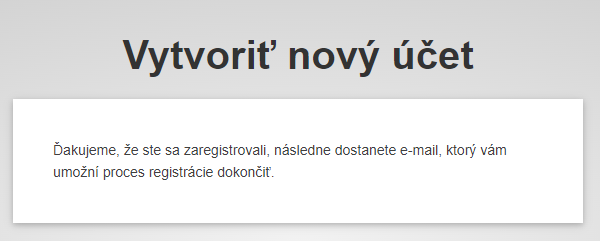 Vytvoriť nový účet
Ďakujeme, že ste sa zaregistrovali, následne dostanete e-mail, ktorý vám
umožní proces registrácie dokončiť.